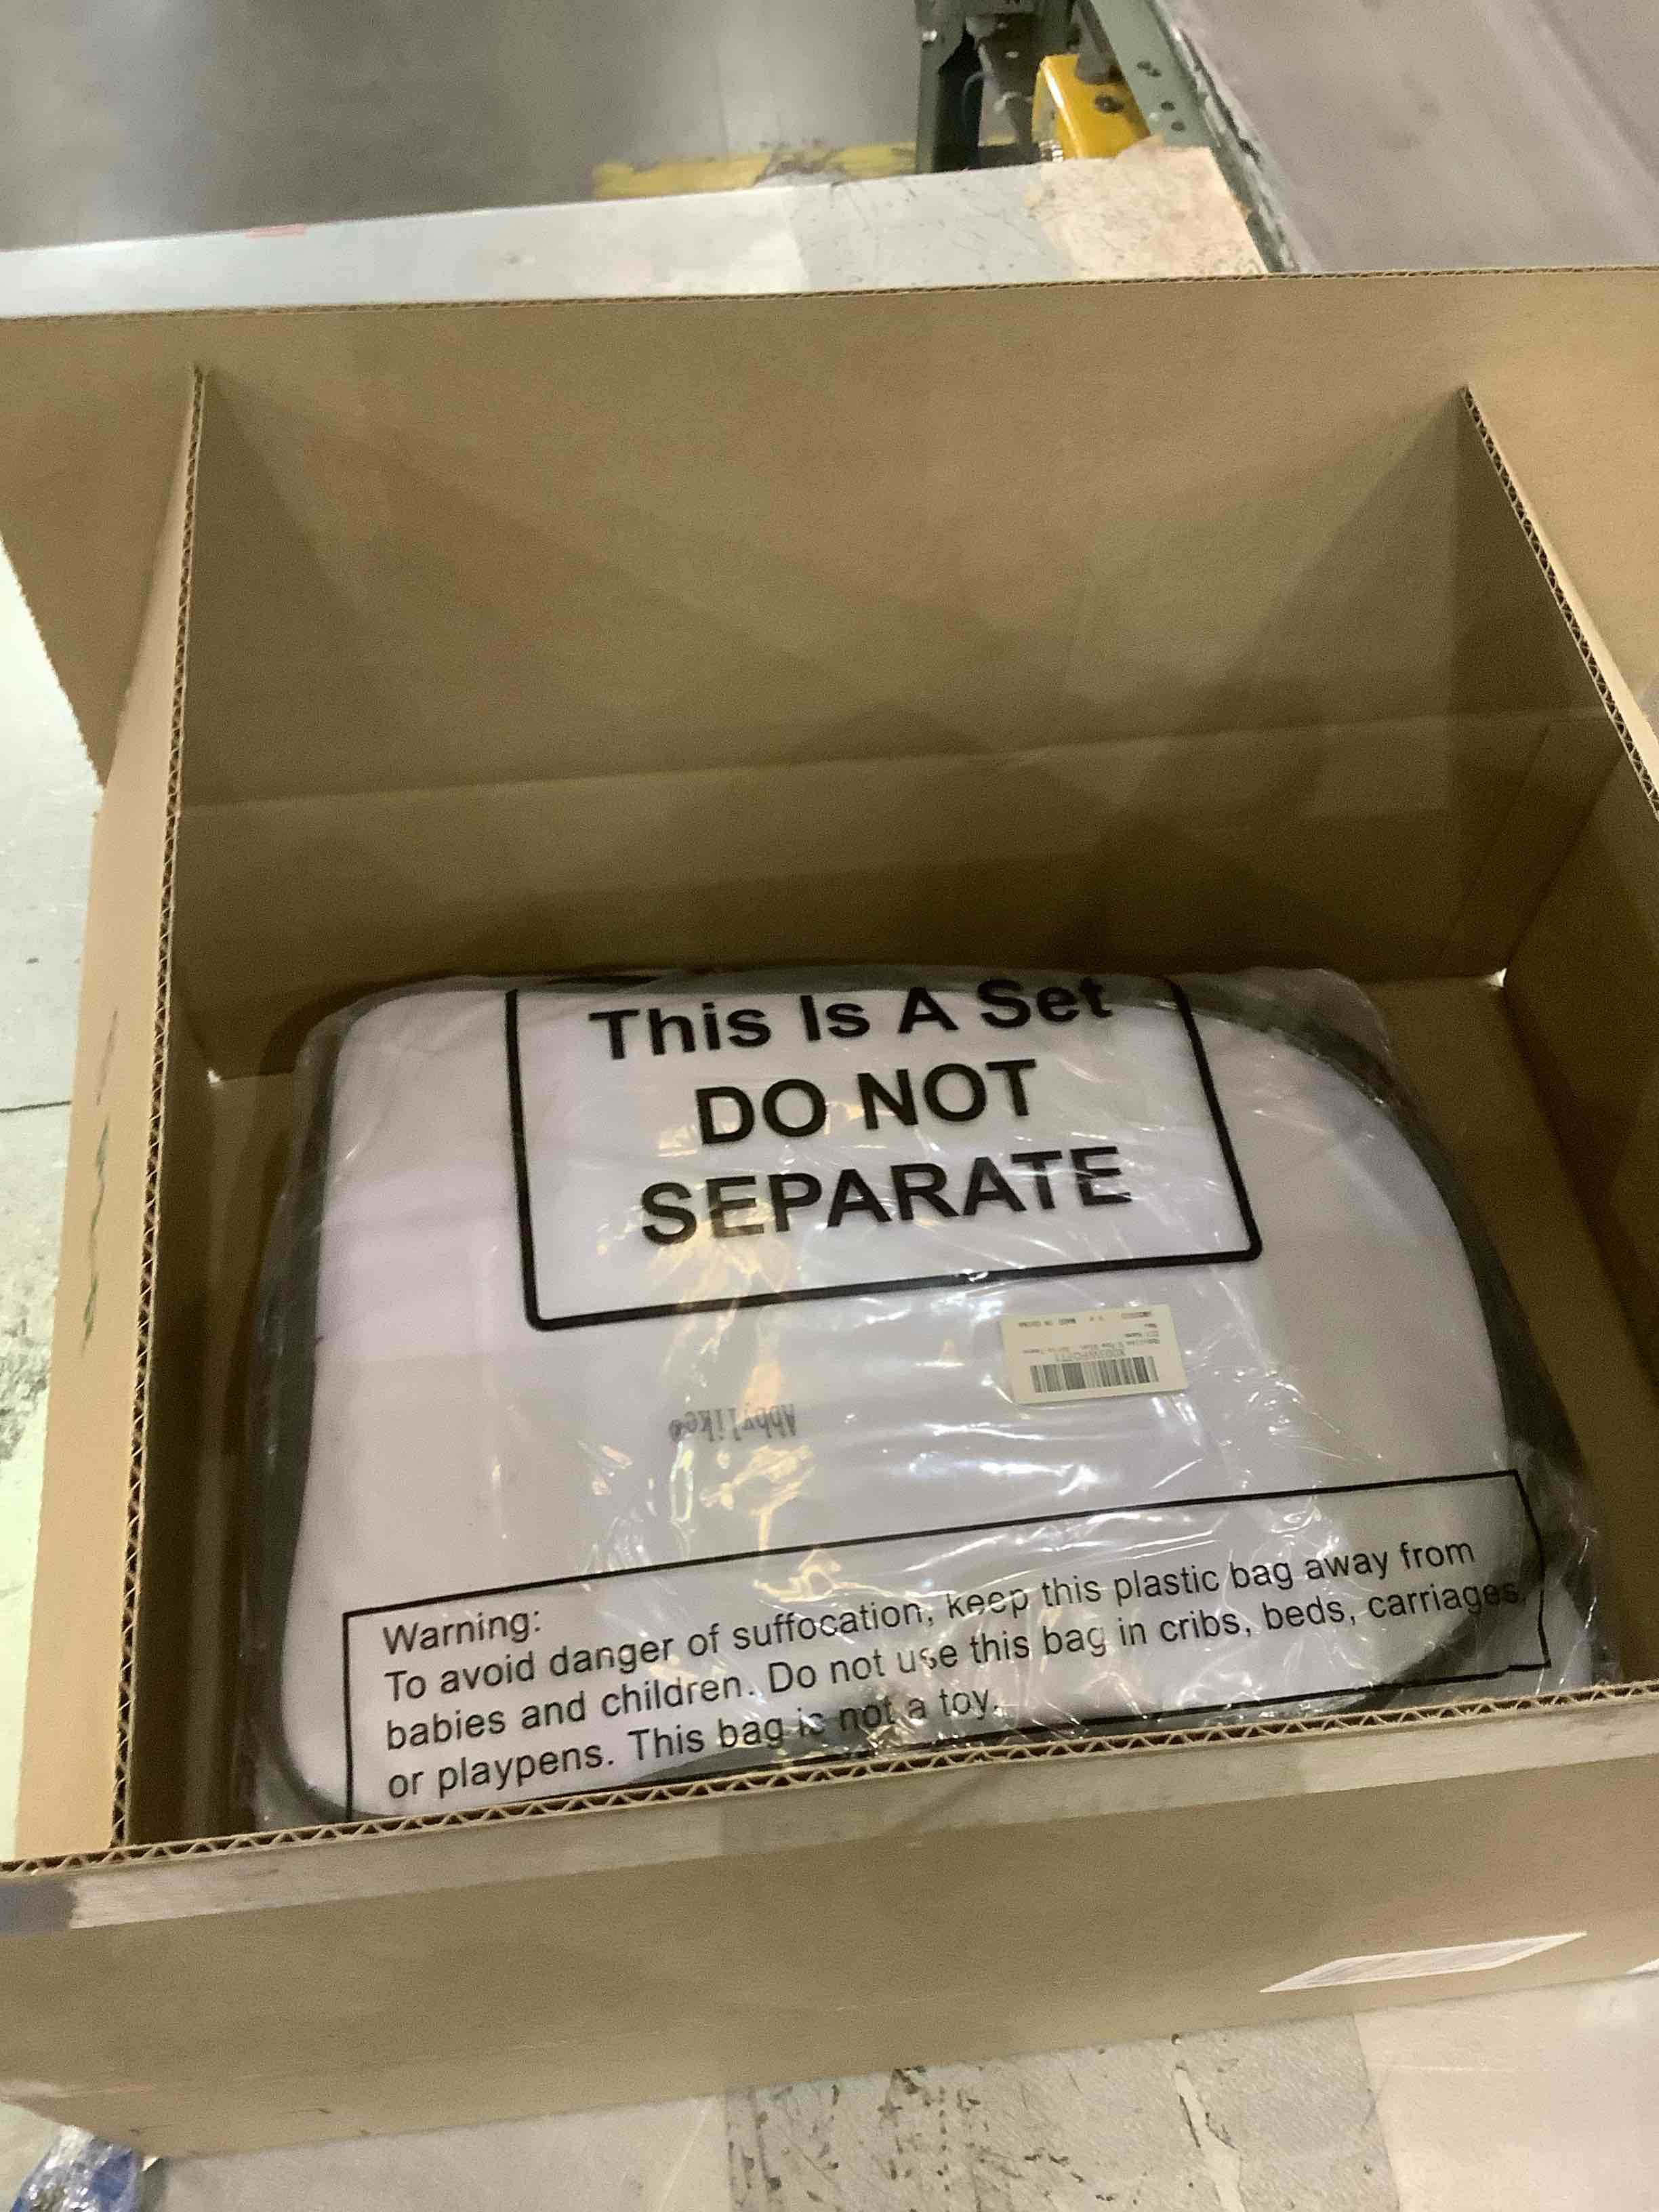 This Is A Set
DO NOT
SEPARATE
Abbylike®
Warning:
To avoid danger of suffocation, keep this plastic bag away from
babies and children. Do not use this bag in cribs, beds, carriages,
or playpens. This bag is not a toy.